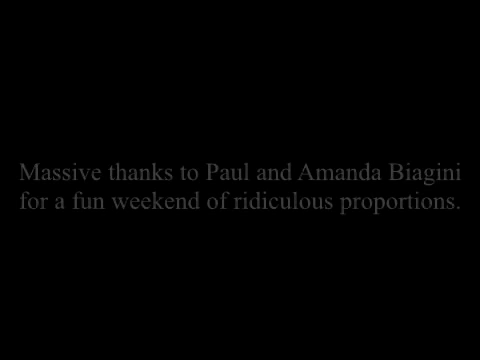 Massive thanks to Paul and Amanda Biagini
for a fun weekend of ridiculous proportions.